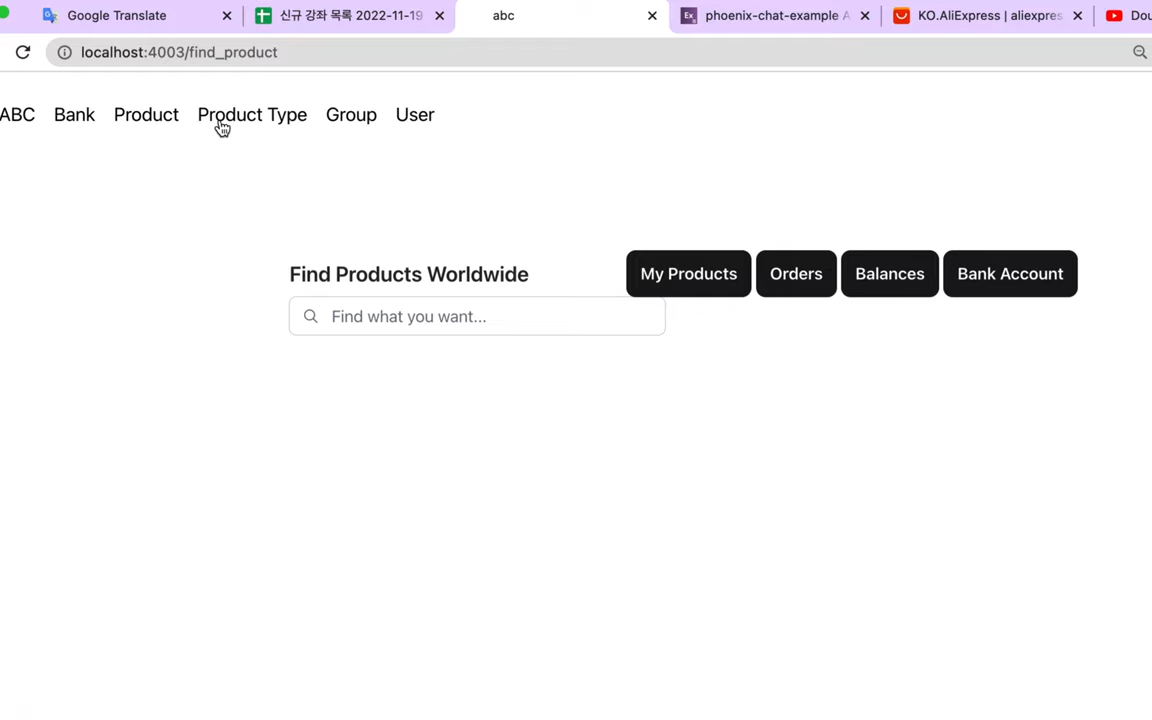 Google Translate
신규 강좌 목록 2022-11-19
abc
phoenix-chat-example
KO.AliExpress | aliexpres
Dou
localhost:4003/find_product
ABC Bank Product Product Type Group User
Find Products Worldwide
My Products Orders Balances Bank Account
Find what you want...